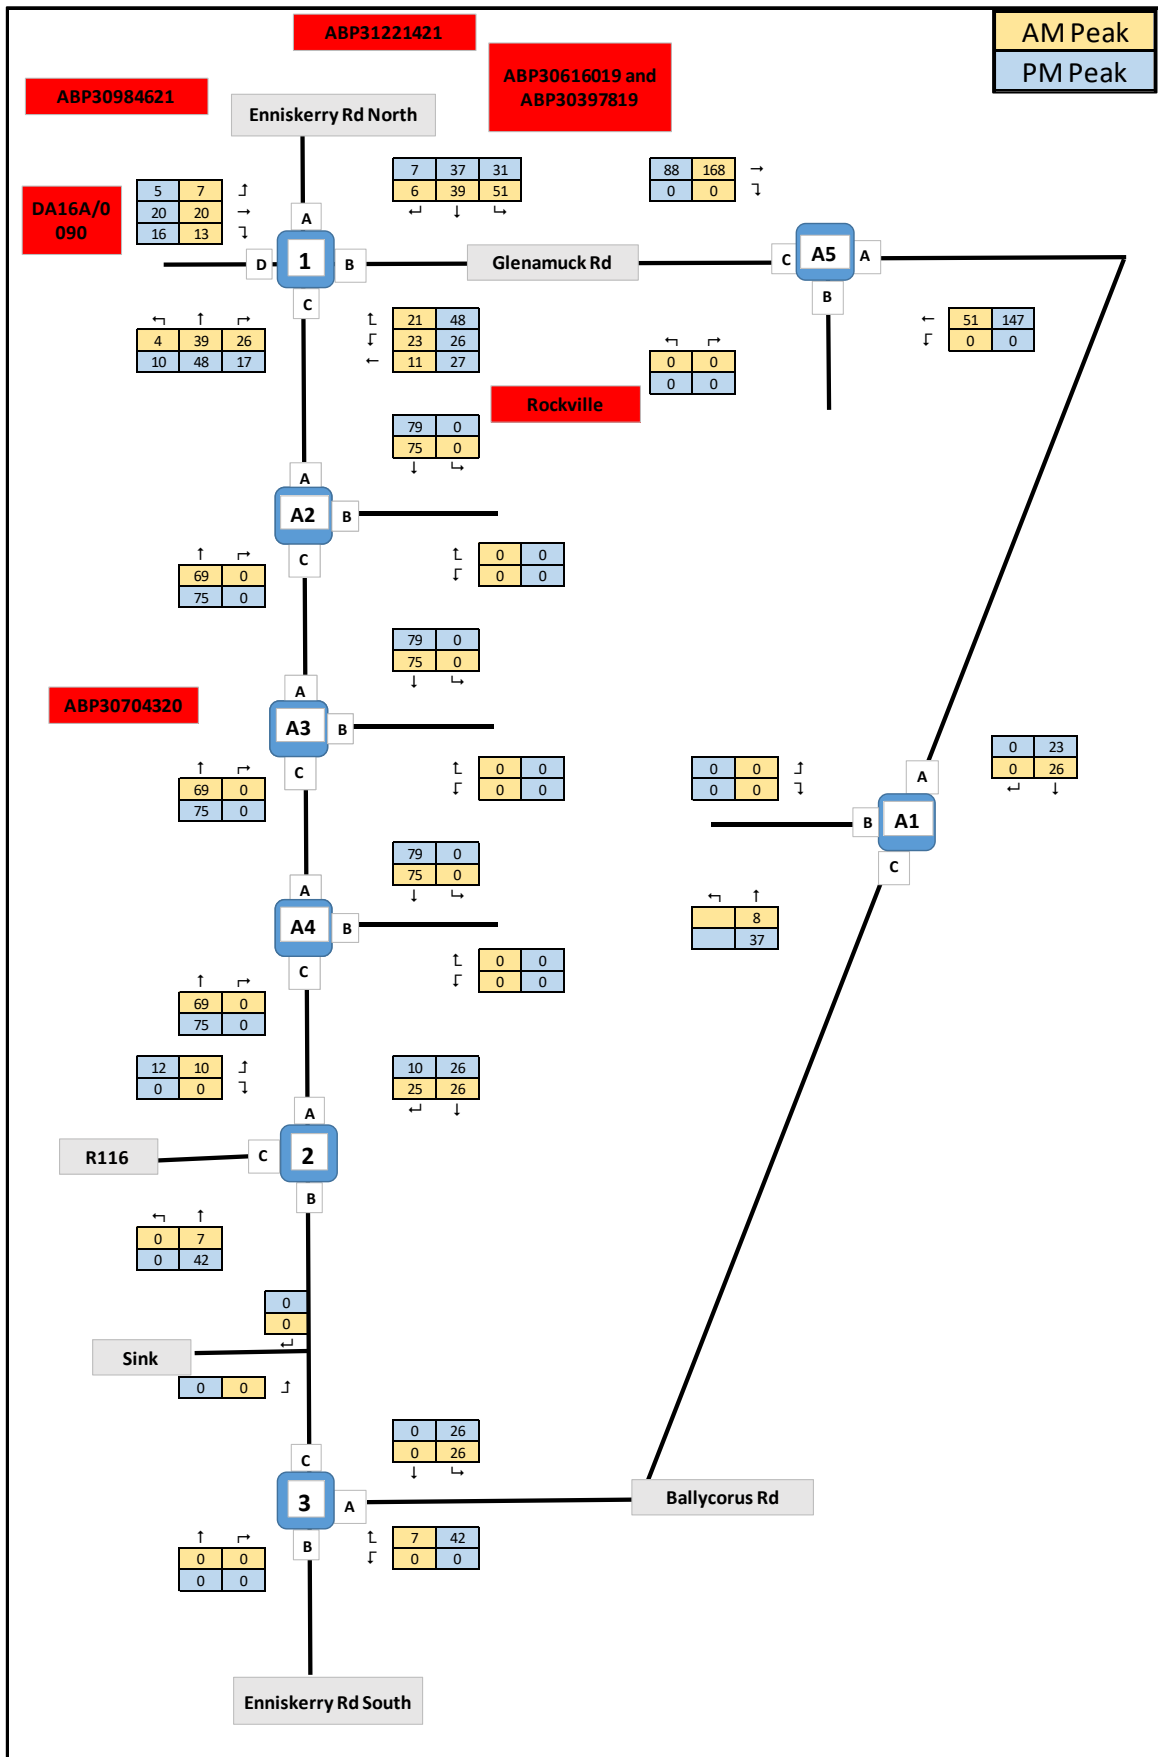 ABP31221421
AM Peak
PM Peak
ABP30616019 and
ABP30397819
ABP30984621
Enniskerry Rd North
7 37 31
6 39 51
↵ ↓ ↳
88 168 →
0 0 ↴
5 7 ↥
20 20 →
16 13 ↴
DA16A/0
090
A
D 1 B
C
Glenamuck Rd
C A5 A
B
↰ ↑ ↱
4 39 26
10 48 17
21 48
23 26
← 11 27
← 51 147
0 0
↰ ↱
0 0
0 0
Rockville
79 0
75 0
↓ ↳
A
A2 B
C
↑ ↱
69 0
75 0
0 0
0 0
79 0
75 0
↓ ↳
ABP30704320
A
A3 B
C
↑ ↱
69 0
75 0
0 0
0 0
0 0
0 0
0 23
0 26
↵ ↓
A
B A1
C
79 0
75 0
↓ ↳
A
A4 B
C
↰ ↑
8
37
0 0
0 0
↑ ↱
69 0
75 0
12 10
0 0
10 26
25 26
↵ ↓
A
R116
C 2
B
↰ ↑
0 7
0 42
0
0
↵
Sink
0 0
0 26
0 26
↓ ↳
C
3 A
B
Ballycorus Rd
↑ ↱
0 0
0 0
7 42
0 0
Enniskerry Rd South